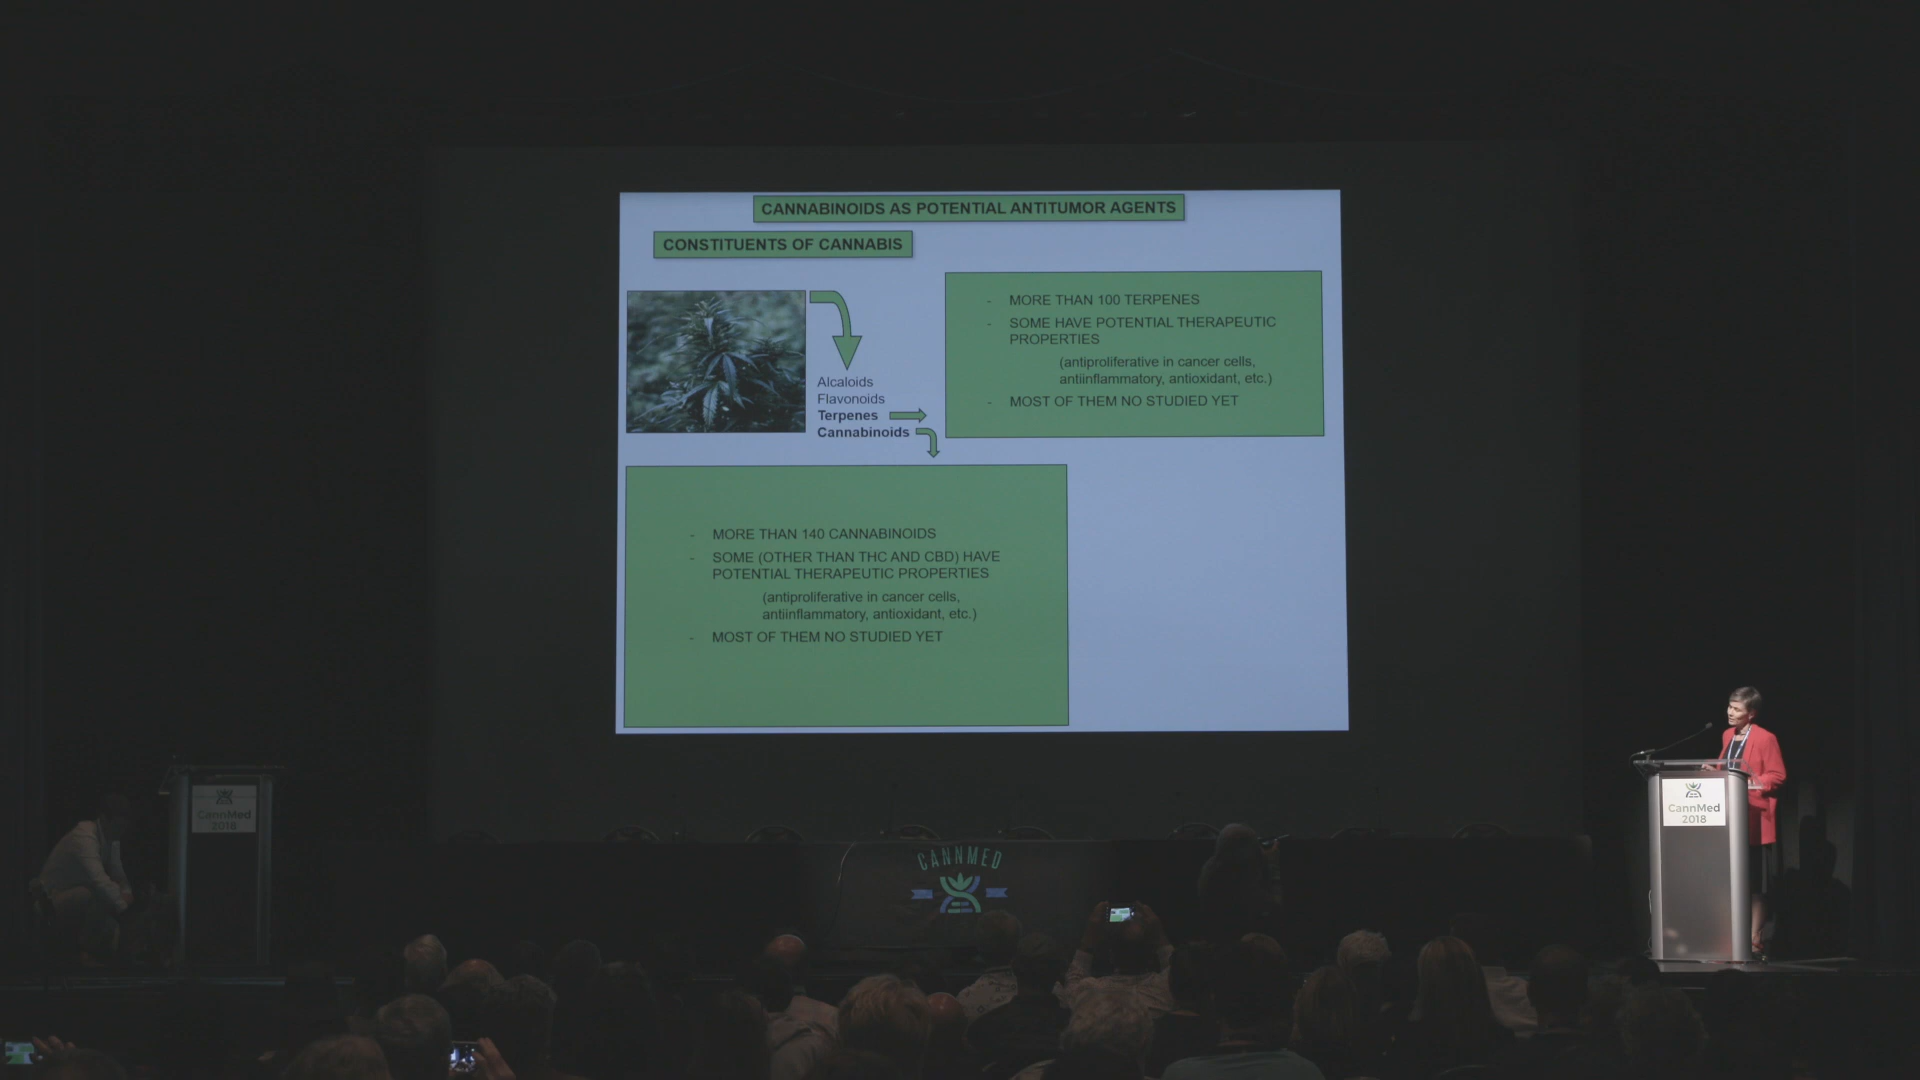 CANNABINOIDS AS POTENTIAL ANTITUMOR AGENTS
CONSTITUENTS OF CANNABIS
- MORE THAN 100 TERPENES
- SOME HAVE POTENTIAL THERAPEUTIC
PROPERTIES
(antiproliferative in cancer cells,
antiinflammatory, antioxidant, etc.)
- MOST OF THEM NO STUDIED YET
Alcaloids
Flavonoids
Terpenes
Cannabinoids
- MORE THAN 140 CANNABINOIDS
- SOME (OTHER THAN THC AND CBD) HAVE
POTENTIAL THERAPEUTIC PROPERTIES
(antiproliferative in cancer cells,
antiinflammatory, antioxidant, etc.)
- MOST OF THEM NO STUDIED YET
CannMed
2018
CANNMED
CannMed
2018